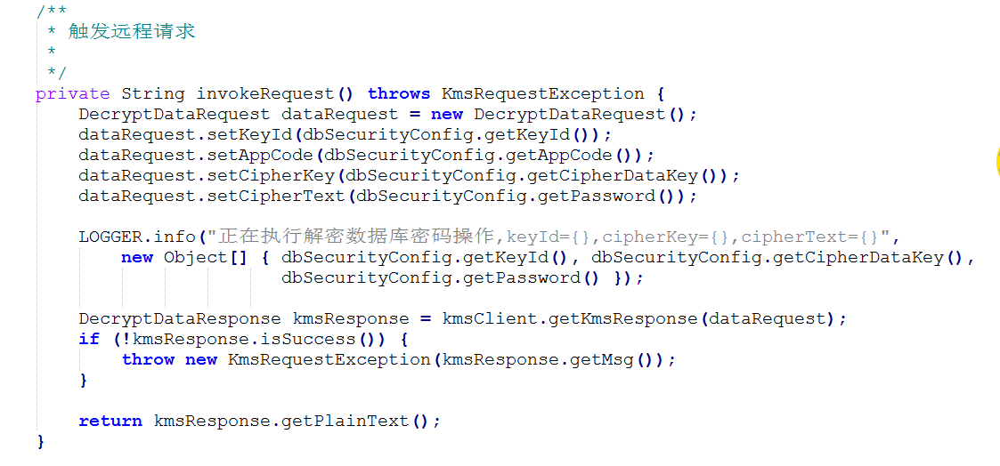 /**
 * 触发远程请求
 *
 */
private String invokeRequest() throws KmsRequestException {
    DecryptDataRequest dataRequest = new DecryptDataRequest();
    dataRequest.setKeyId(dbSecurityConfig.getKeyId());
    dataRequest.setAppCode(dbSecurityConfig.getAppCode());
    dataRequest.setCipherKey(dbSecurityConfig.getCipherDataKey());
    dataRequest.setCipherText(dbSecurityConfig.getPassword());

    LOGGER.info("正在执行解密数据库密码操作,keyId={},cipherKey={},cipherText={}",
        new Object[] { dbSecurityConfig.getKeyId(), dbSecurityConfig.getCipherDataKey(),
                       dbSecurityConfig.getPassword() });

    DecryptDataResponse kmsResponse = kmsClient.getKmsResponse(dataRequest);
    if (!kmsResponse.isSuccess()) {
        throw new KmsRequestException(kmsResponse.getMsg());
    }

    return kmsResponse.getPlainText();
}